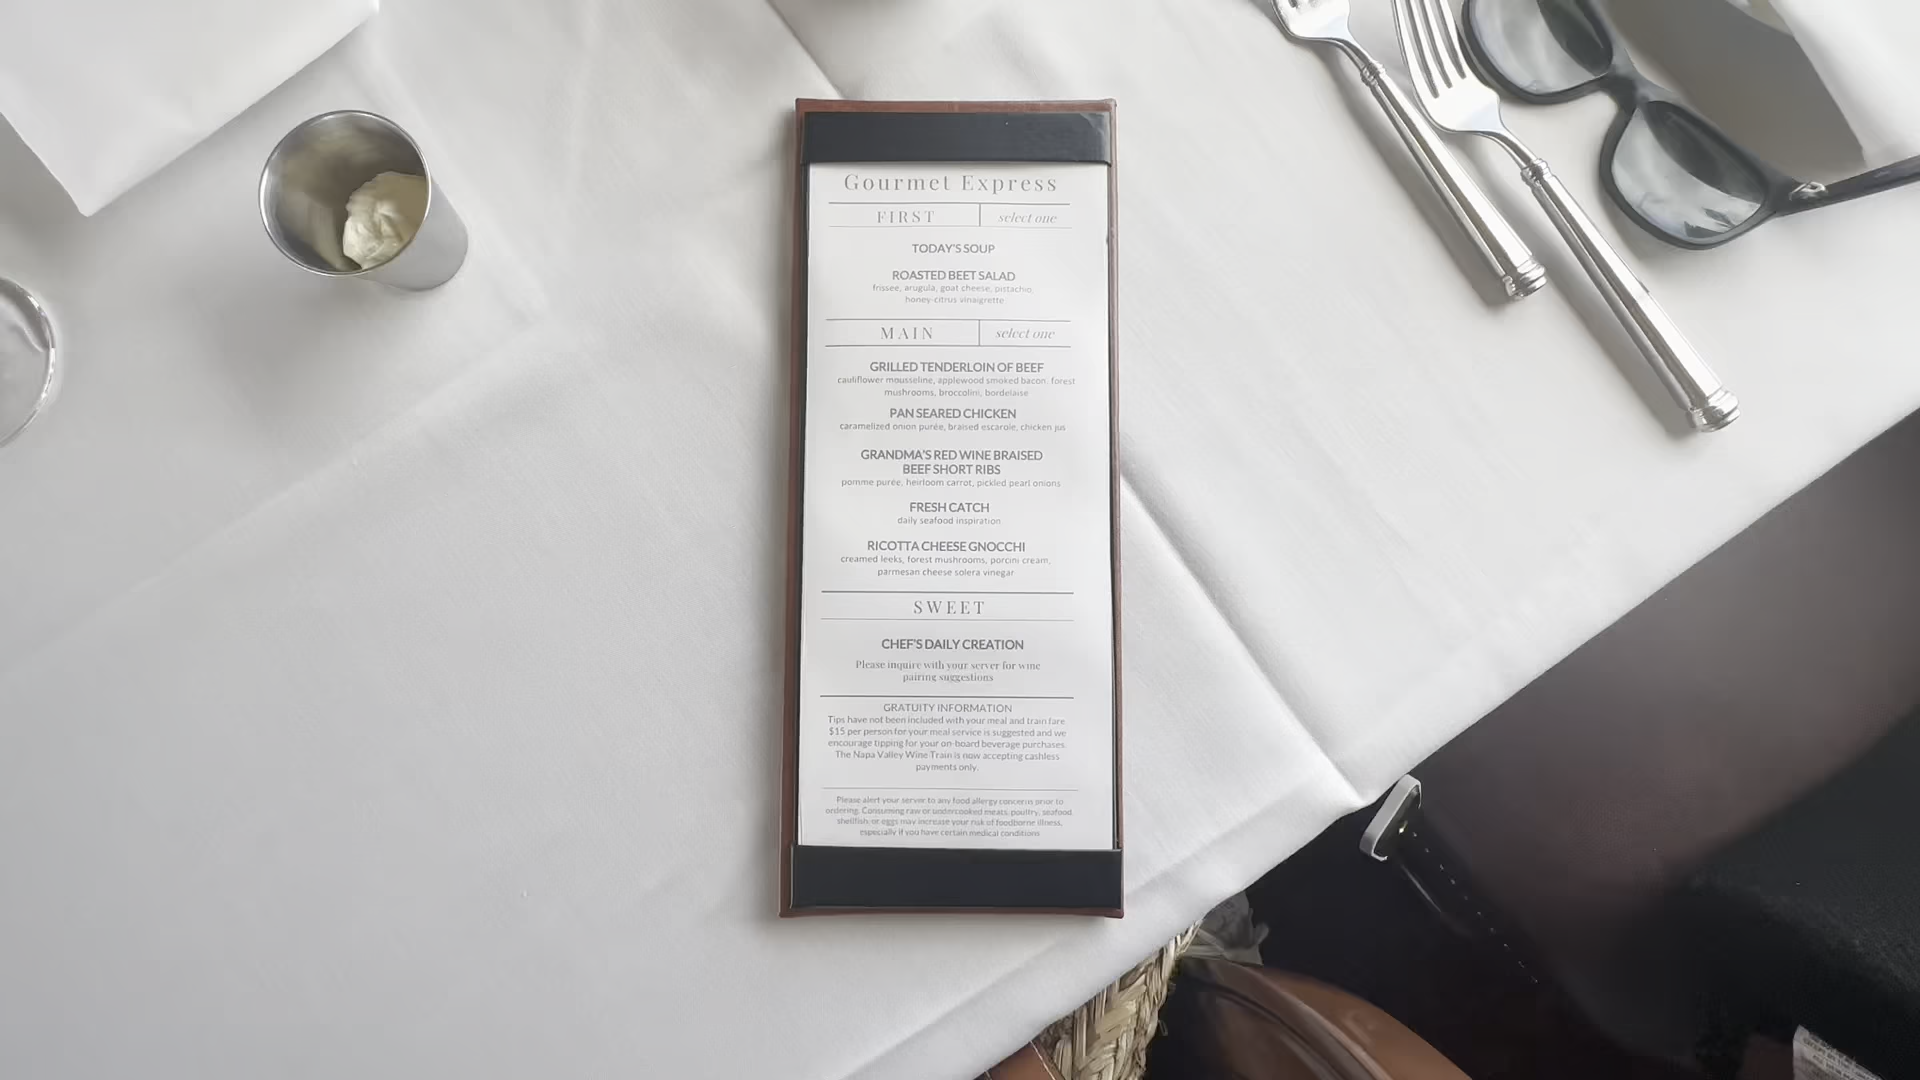 Gourmet Express
FIRST select one
TODAY'S SOUP
ROASTED BEET SALAD
frissee, arugula, goat cheese, pistachio,
honey-citrus vinaigrette
MAIN select one
GRILLED TENDERLOIN OF BEEF
cauliflower mousseline, applewood smoked bacon, forest
mushrooms, broccolini, bordelaise
PAN SEARED CHICKEN
caramelized onion purée, braised escarole, chicken jus
GRANDMA'S RED WINE BRAISED
BEEF SHORT RIBS
pomme purée, heirloom carrot, pickled pearl onions
FRESH CATCH
daily seafood inspiration
RICOTTA CHEESE GNOCCHI
creamed leeks, forest mushrooms, porcini cream,
parmesan cheese solera vinegar
SWEET
CHEF'S DAILY CREATION
Please inquire with your server for wine
pairing suggestions
GRATUITY INFORMATION
Tips have not been included with your meal and train fare
$15 per person for your meal service is suggested and we
encourage tipping for your on-board beverage purchases.
The Napa Valley Wine Train is now accepting cashless
payments only.
Please alert your server to any food allergy concerns prior to
ordering. Consuming raw or undercooked meats, poultry, seafood,
shellfish, or eggs may increase your risk of foodborne illness,
especially if you have certain medical conditions